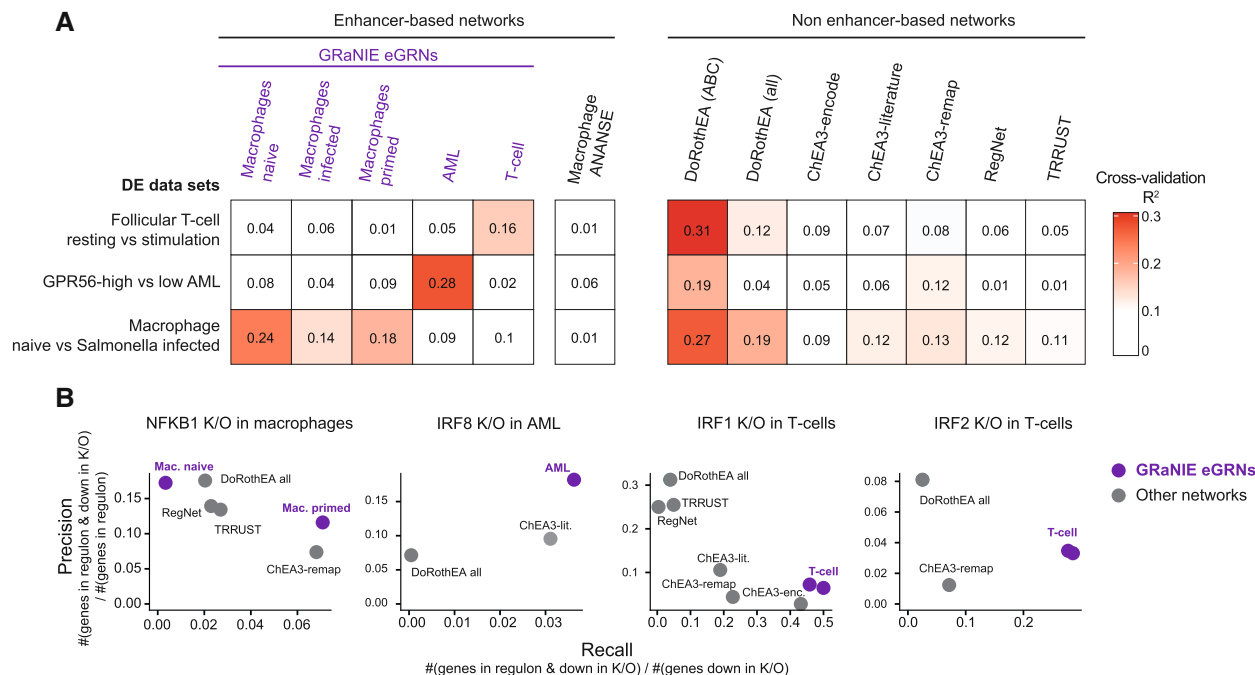 A
Enhancer-based networks
Non enhancer-based networks
GRaNIE eGRNs
Macrophages
naive
Macrophages
infected
Macrophages
primed
AML
T-cell
Macrophage
ANANSE
DoRothEA (ABC)
DoRothEA (all)
ChEA3-encode
ChEA3-literature
ChEA3-remap
RegNet
TRRUST
DE data sets
Cross-validation
R²
Follicular T-cell
resting vs stimulation
0.04 0.06 0.01 0.05 0.16 0.01 0.31 0.12 0.09 0.07 0.08 0.06 0.05
GPR56-high vs low AML
0.08 0.04 0.09 0.28 0.02 0.06 0.19 0.04 0.05 0.06 0.12 0.01 0.01
Macrophage
naive vs Salmonella infected
0.24 0.14 0.18 0.09 0.1 0.01 0.27 0.19 0.09 0.12 0.13 0.12 0.11
0.3
0.2
0.1
0
B
NFKB1 K/O in macrophages
IRF8 K/O in AML
IRF1 K/O in T-cells
IRF2 K/O in T-cells
Precision
#(genes in regulon & down in K/O)
/ #(genes in regulon)
0.15
0.10
0.05
0.00
Mac. naive
DoRothEA all
RegNet
TRRUST
Mac. primed
ChEA3-remap
0.00 0.02 0.04 0.06
0.15
0.10
0.05
0.00
AML
ChEA3-lit.
DoRothEA all
0.00 0.01 0.02 0.03
0.3
0.2
0.1
DoRothEA all
TRRUST
RegNet
ChEA3-lit.
ChEA3-remap
ChEA3-enc.
T-cell
0.0 0.1 0.2 0.3 0.4 0.5
0.08
0.06
0.04
0.02
0.00
DoRothEA all
T-cell
ChEA3-remap
0.0 0.1 0.2
GRaNIE eGRNs
Other networks
Recall
#(genes in regulon & down in K/O) / #(genes down in K/O)